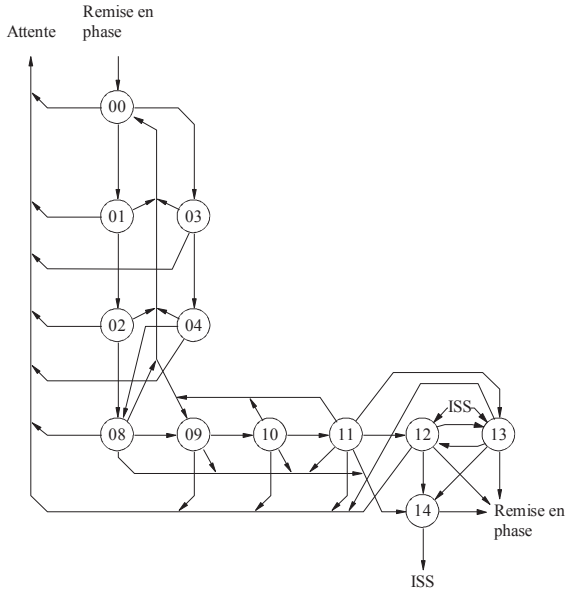 Remise en
phase
Attente
00
01
03
02
04
ISS
08
09
10
11
12
13
14
Remise en
phase
ISS